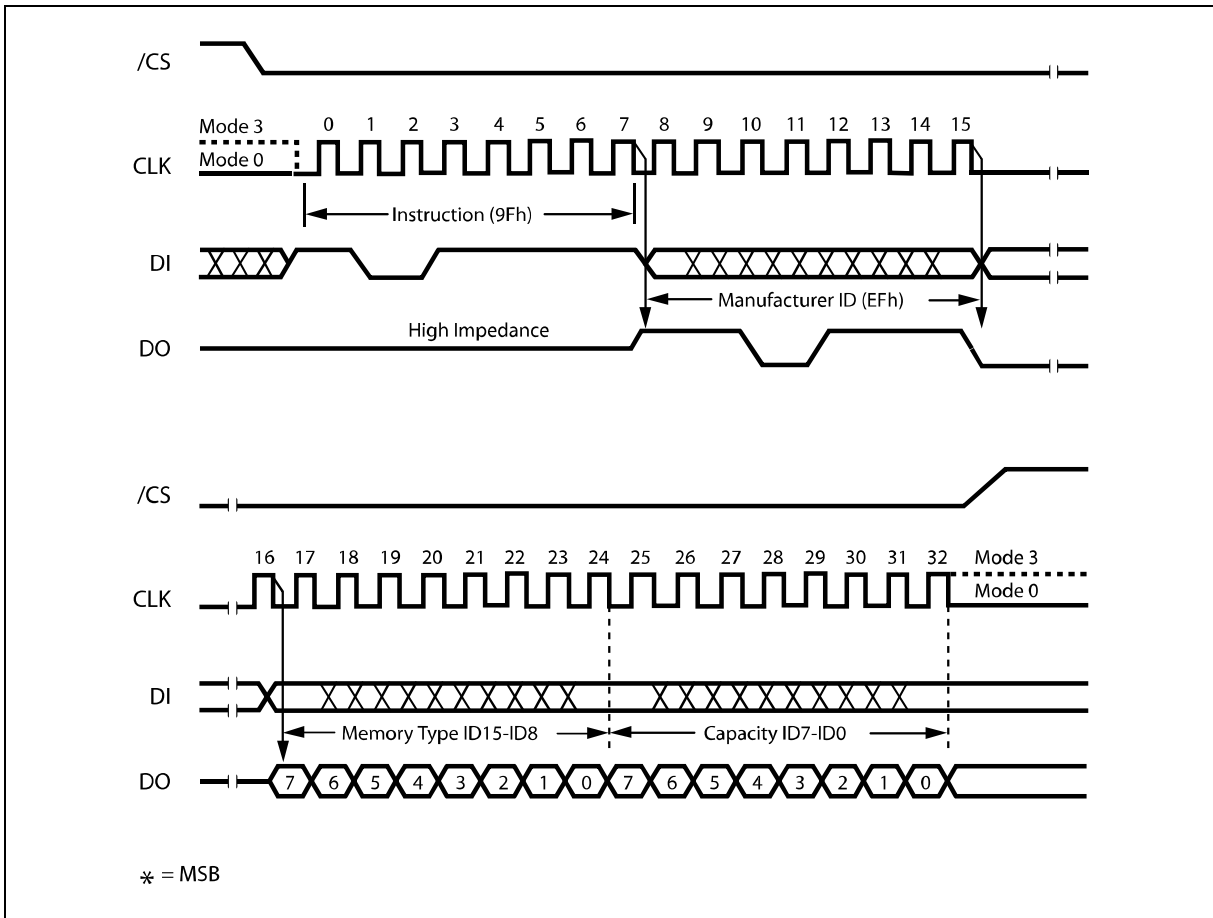 /CS
Mode 3
0 1 2 3 4 5 6 7 8 9 10 11 12 13 14 15
Mode 0
CLK
Instruction (9Fh)
DI
Manufacturer ID (EFh)
High Impedance
DO
/CS
16 17 18 19 20 21 22 23 24 25 26 27 28 29 30 31 32
Mode 3
Mode 0
CLK
DI
Memory Type ID15-ID8
Capacity ID7-ID0
DO
7 6 5 4 3 2 1 0 7 6 5 4 3 2 1 0
* = MSB